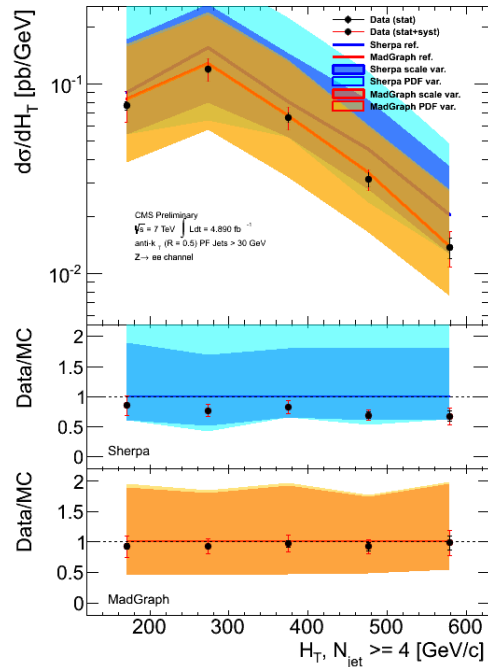 Data (stat)
Data (stat+syst)
Sherpa ref.
MadGraph ref.
Sherpa scale var.
Sherpa PDF var.
MadGraph scale var.
MadGraph PDF var.
dσ/dH_T [pb/GeV]
10^-1
10^-2
CMS Preliminary
√s = 7 TeV ∫ Ldt = 4.890 fb^-1
anti-k_T (R = 0.5) PF Jets > 30 GeV
Z→ ee channel
Data/MC
2
1.5
1
0.5
0
Sherpa
Data/MC
2
1.5
1
0.5
0
MadGraph
200 300 400 500 600
H_T, N_jet >= 4 [GeV/c]